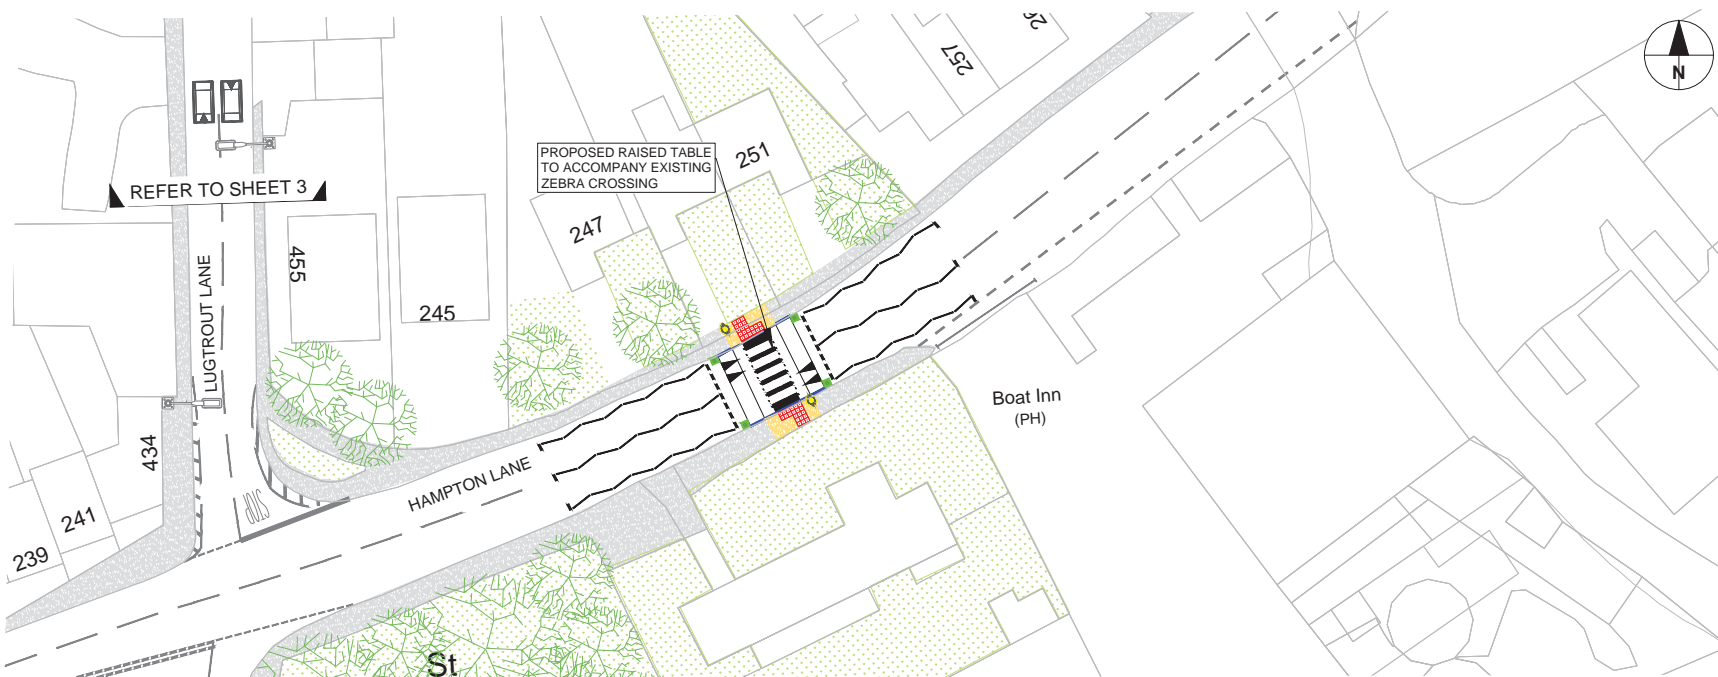 26
257
N
PROPOSED RAISED TABLE
TO ACCOMPANY EXISTING
ZEBRA CROSSING
251
REFER TO SHEET 3
247
LUGTROUT LANE
455
245
Boat Inn
(PH)
434
HAMPTON LANE
STOP
241
239
St